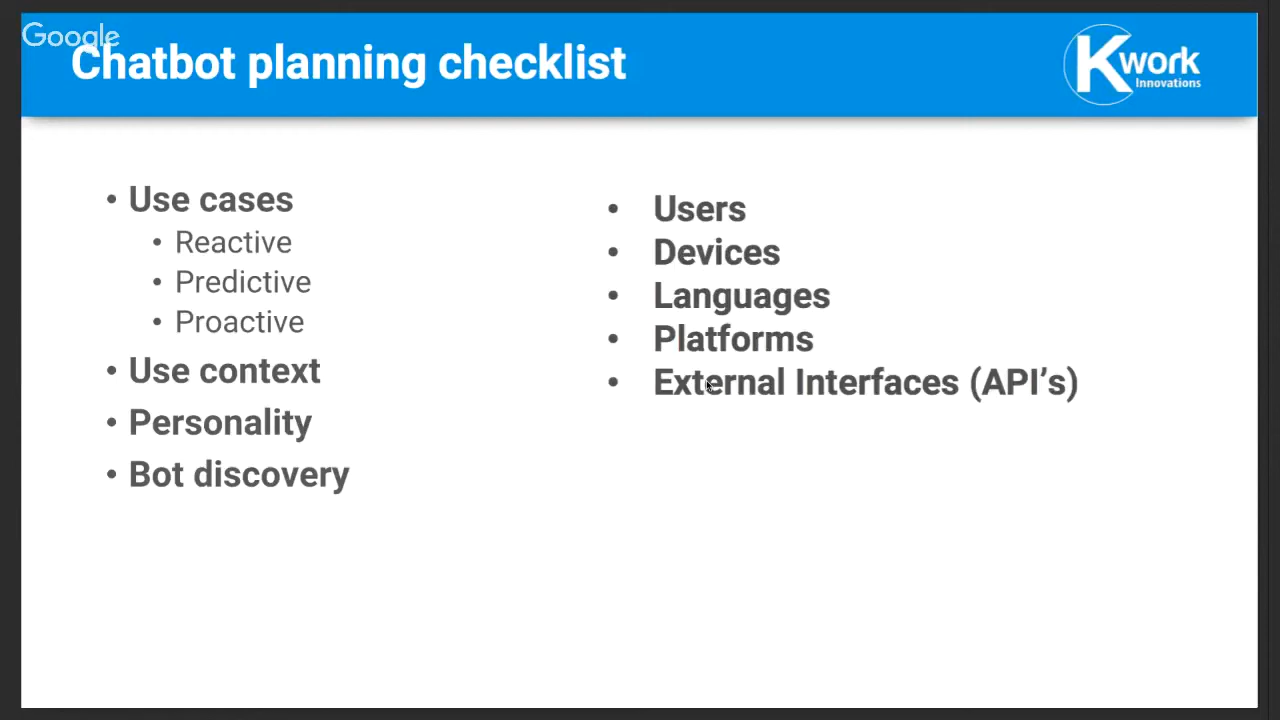 Google
Chatbot planning checklist
Kwork
Innovations
• Use cases
• Reactive
• Predictive
• Proactive
• Use context
• Personality
• Bot discovery
• Users
• Devices
• Languages
• Platforms
• External Interfaces (API’s)